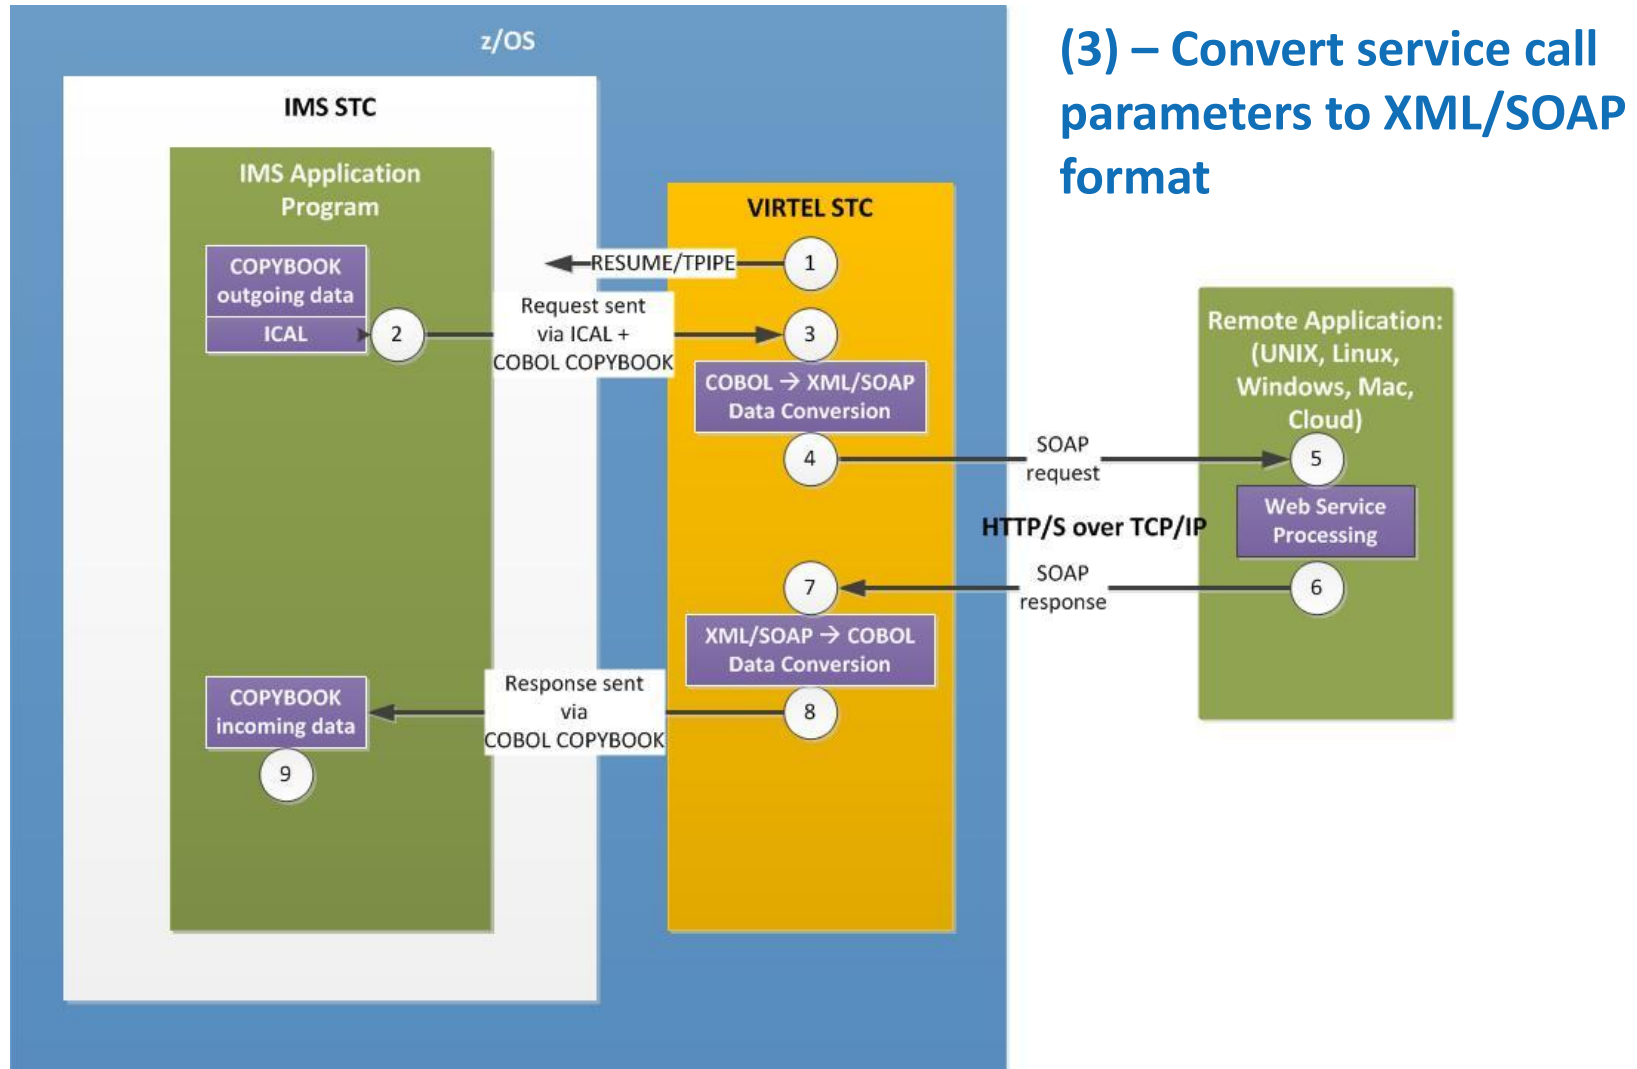 z/OS
(3) – Convert service call
parameters to XML/SOAP
format
IMS STC
IMS Application
Program
VIRTEL STC
COPYBOOK
outgoing data
ICAL
RESUME/TPIPE
1
2
Request sent
via ICAL +
COBOL COPYBOOK
3
COBOL → XML/SOAP
Data Conversion
4
SOAP
request
Remote Application:
(UNIX, Linux,
Windows, Mac,
Cloud)
5
Web Service
Processing
HTTP/S over TCP/IP
6
SOAP
response
7
XML/SOAP → COBOL
Data Conversion
8
Response sent
via
COBOL COPYBOOK
COPYBOOK
incoming data
9